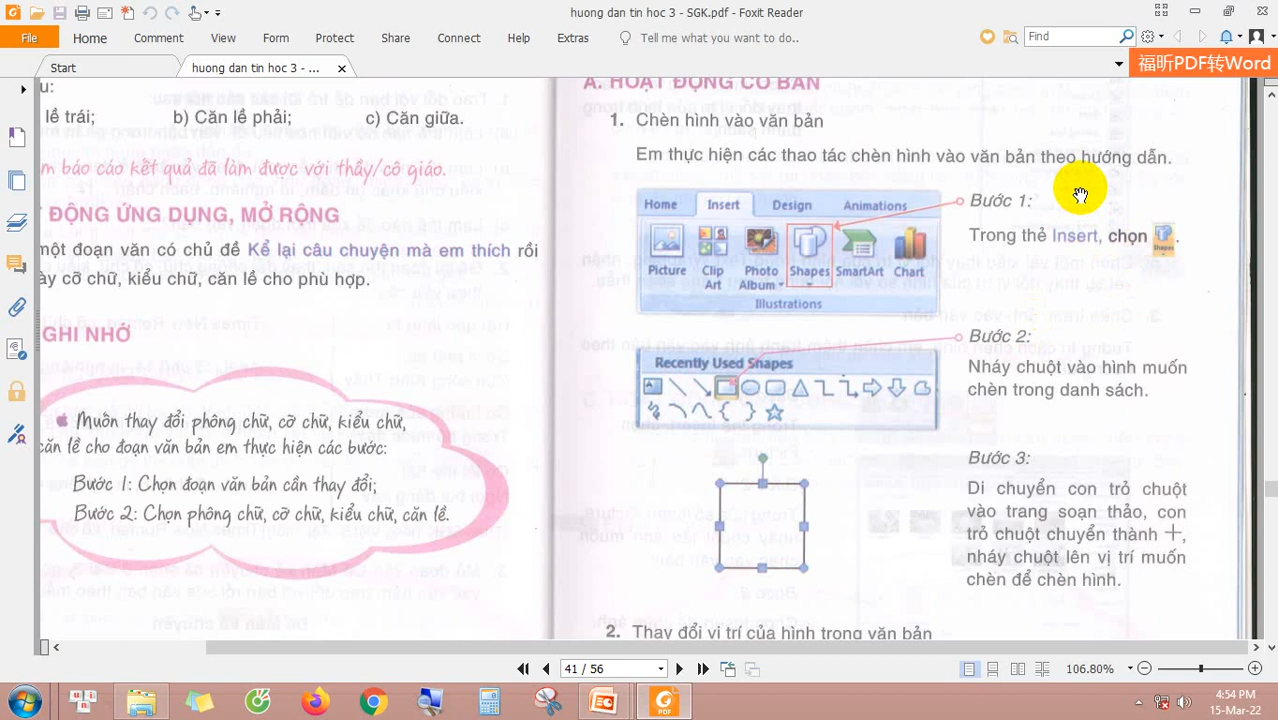 huong dan tin hoc 3 - SGK.pdf - Foxit Reader
File
Home
Comment
View
Form
Protect
Share
Connect
Help
Extras
Tell me what you want to do..
Find
Start
huong dan tin hoc 3 - ...
福昕PDF转Word
u:
lề trái;
b) Căn lề phải;
c) Căn giữa.
m báo cáo kết quả đã làm được với thầy/cô giáo.
ĐỘNG ỨNG DỤNG, MỞ RỘNG
một đoạn văn có chủ đề Kể lại câu chuyện mà em thích rồi
ày cỡ chữ, kiểu chữ, căn lề cho phù hợp.
GHI NHỚ
Muốn thay đổi phông chữ, cỡ chữ, kiểu chữ,
căn lề cho đoạn văn bản em thực hiện các bước:
Bước 1: Chọn đoạn văn bản cần thay đổi;
Bước 2: Chọn phông chữ, cỡ chữ, kiểu chữ, căn lề.
A. HOẠT ĐỘNG CƠ BẢN
1. Chèn hình vào văn bản
Em thực hiện các thao tác chèn hình vào văn bản theo hướng dẫn.
Home
Insert
Design
Animations
Picture
Clip
Art
Photo
Album
Shapes
SmartArt
Chart
Illustrations
Bước 1:
Trong thẻ Insert, chọn
Shapes
.
Recently Used Shapes
Bước 2:
Nháy chuột vào hình muốn
chèn trong danh sách.
Bước 3:
Di chuyển con trỏ chuột
vào trang soạn thảo, con
trỏ chuột chuyển thành +,
nháy chuột lên vị trí muốn
chèn để chèn hình.
2. Thay đổi vị trí của hình trong văn bản
41 / 56
106.80%
4:54 PM
15-Mar-22